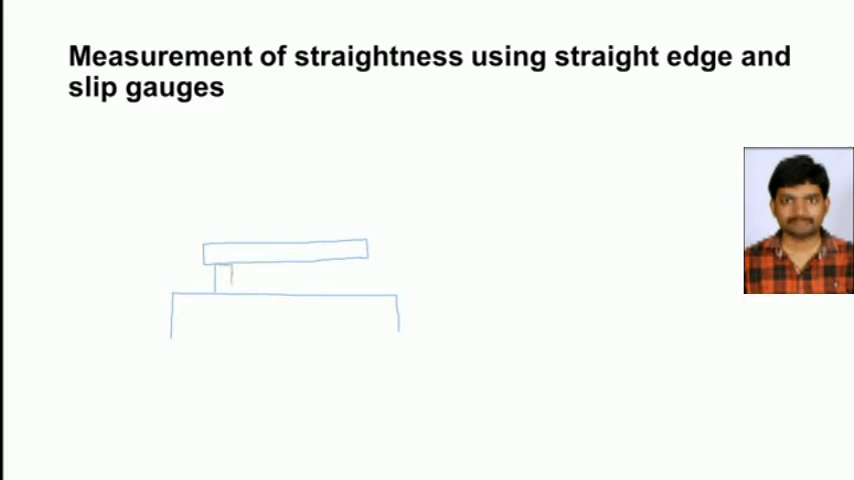 Measurement of straightness using straight edge and
slip gauges